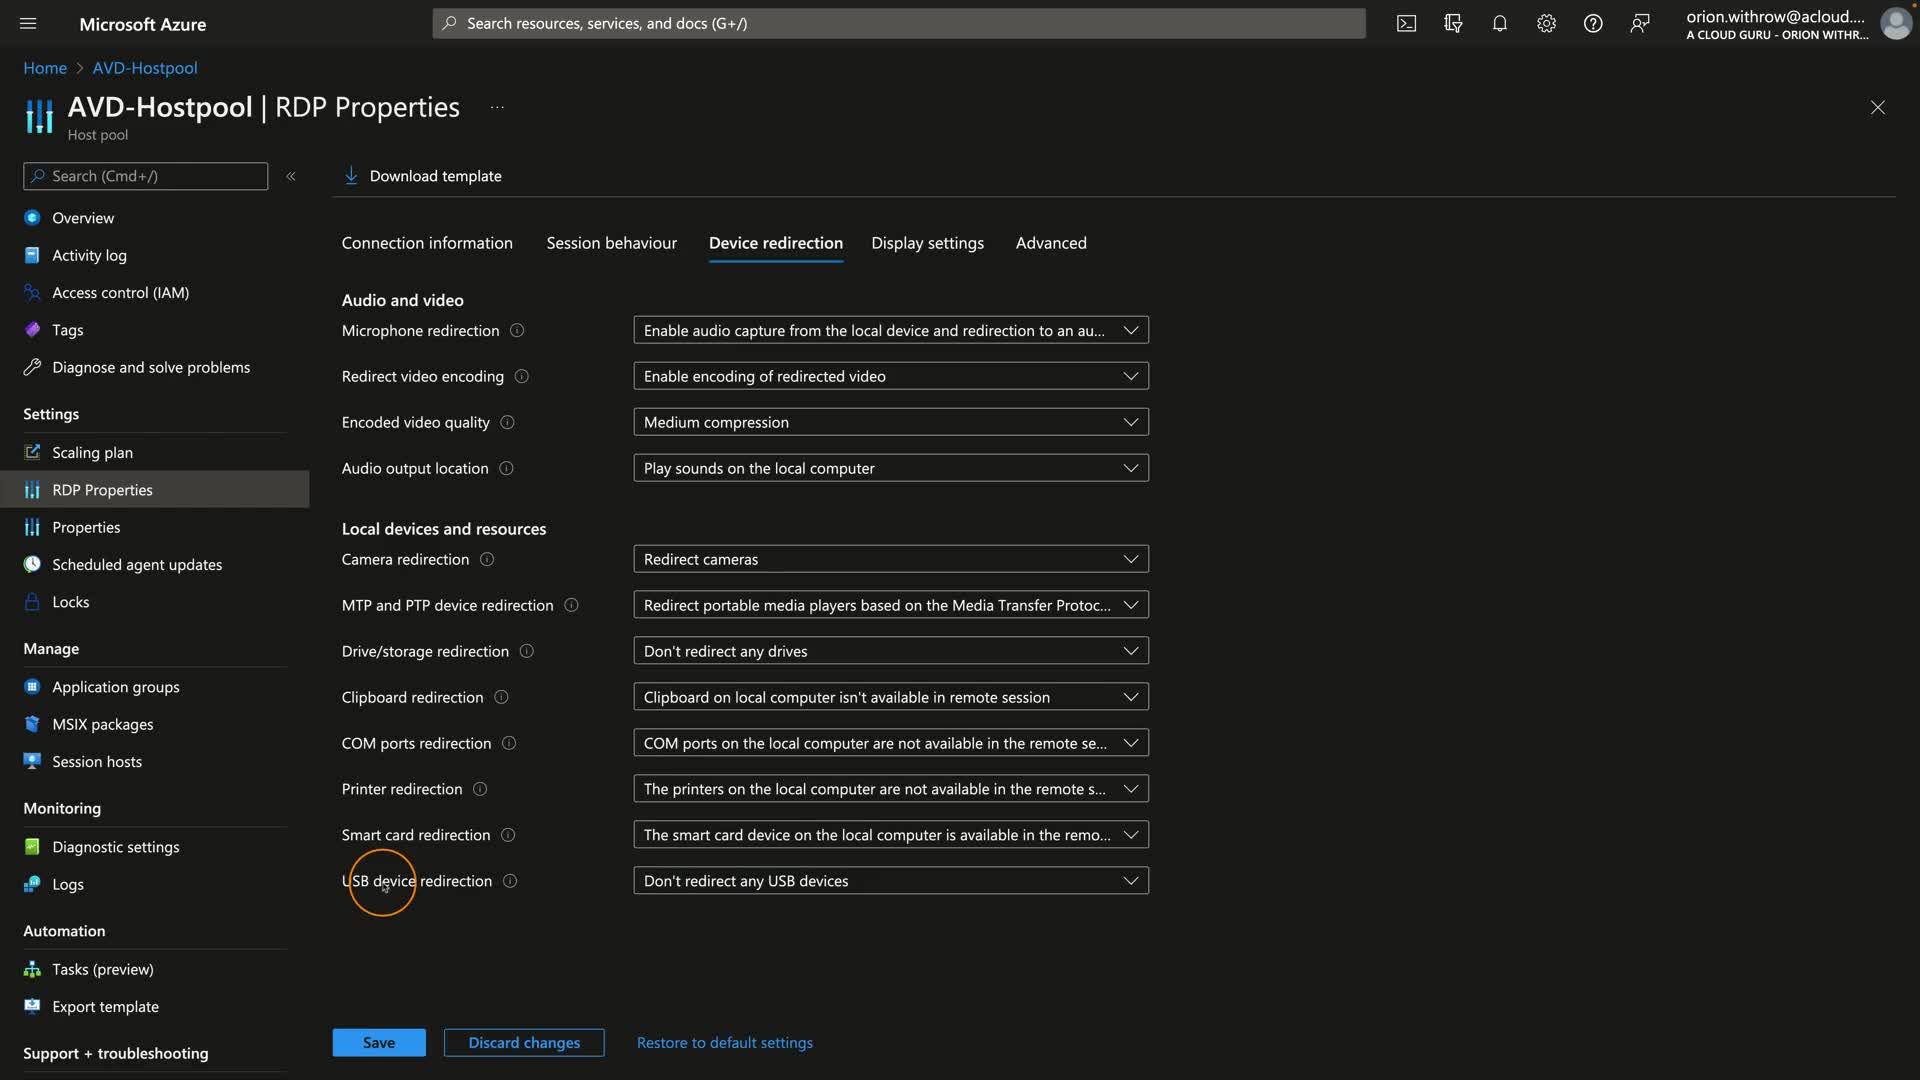 Microsoft Azure
Search resources, services, and docs (G+/)
orion.withrow@acloud....
A CLOUD GURU - ORION WITHR...
Home > AVD-Hostpool
AVD-Hostpool | RDP Properties ...
Host pool
Search (Cmd+/)
«
Overview
Activity log
Access control (IAM)
Tags
Diagnose and solve problems
Settings
Scaling plan
RDP Properties
Properties
Scheduled agent updates
Locks
Manage
Application groups
MSIX packages
Session hosts
Monitoring
Diagnostic settings
Logs
Automation
Tasks (preview)
Export template
Support + troubleshooting
Download template
Connection information Session behaviour Device redirection Display settings Advanced
Audio and video
Microphone redirection Enable audio capture from the local device and redirection to an au...
Redirect video encoding Enable encoding of redirected video
Encoded video quality Medium compression
Audio output location Play sounds on the local computer
Local devices and resources
Camera redirection Redirect cameras
MTP and PTP device redirection Redirect portable media players based on the Media Transfer Protoc...
Drive/storage redirection Don't redirect any drives
Clipboard redirection Clipboard on local computer isn't available in remote session
COM ports redirection COM ports on the local computer are not available in the remote se...
Printer redirection The printers on the local computer are not available in the remote s...
Smart card redirection The smart card device on the local computer is available in the remo...
USB device redirection Don't redirect any USB devices
Save Discard changes Restore to default settings